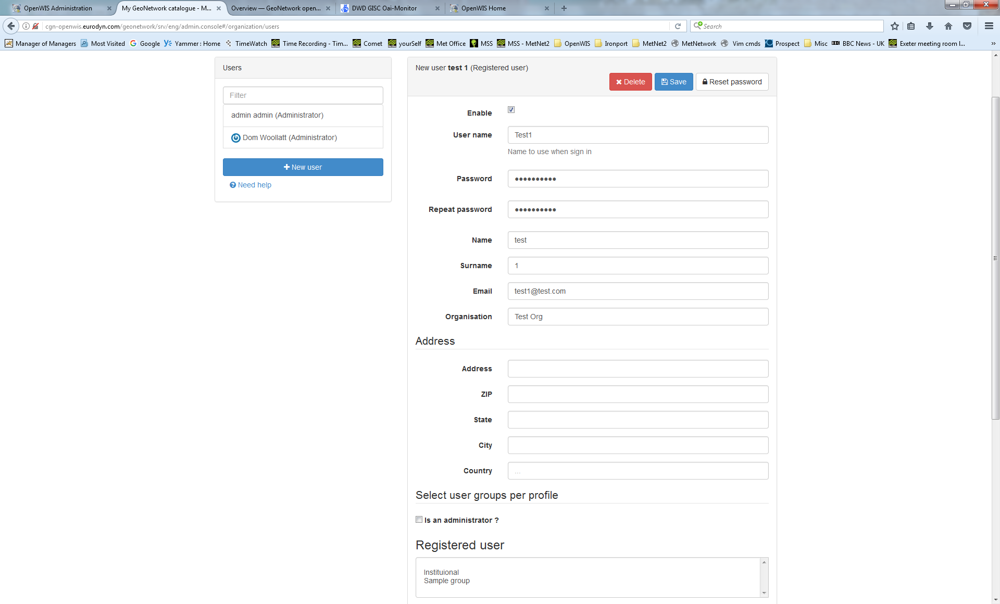 OpenWIS Administration
My GeoNetwork catalogue - M...
Overview — GeoNetwork open...
DWD GISC Oai-Monitor
OpenWIS Home
cgn-openwis.eurodyn.com/geonetwork/srv/eng/admin.console#/organization/users
Search
Manager of Managers
Most Visited
Google
Yammer : Home
TimeWatch
Time Recording - Tim...
Comet
yourSelf
Met Office
MSS
MSS - MetNet2
OpenWIS
Ironport
MetNet2
MetNetwork
Vim cmds
Prospect
Misc
BBC BBC News - UK
Exeter meeting room l...
Users
Filter
admin admin (Administrator)
Dom Woollatt (Administrator)
New user
Need help
New user test 1 (Registered user)
Delete
Save
Reset password
Enable
User name
Test1
Name to use when sign in
Password
••••••••••
Repeat password
••••••••••
Name
test
Surname
1
Email
test1@test.com
Organisation
Test Org
Address
Address
ZIP
State
City
Country
...
Select user groups per profile
Is an administrator ?
Registered user
Instituional
Sample group